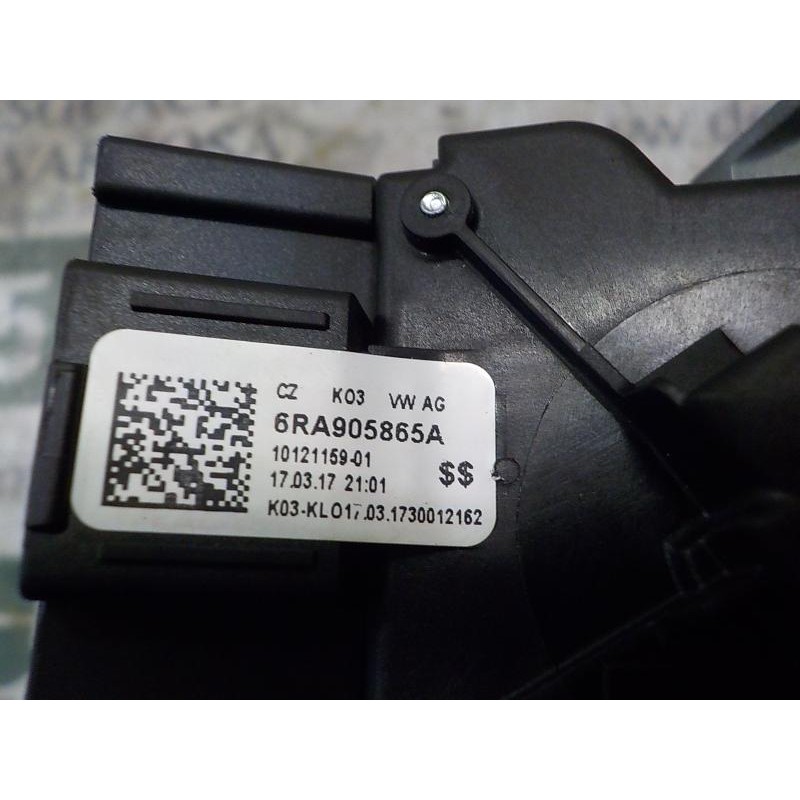 CZ K03 VW AG
6RA905865A
10121159-01 $$
17.03.17 21:01
K03-KLO17.03.1730012162